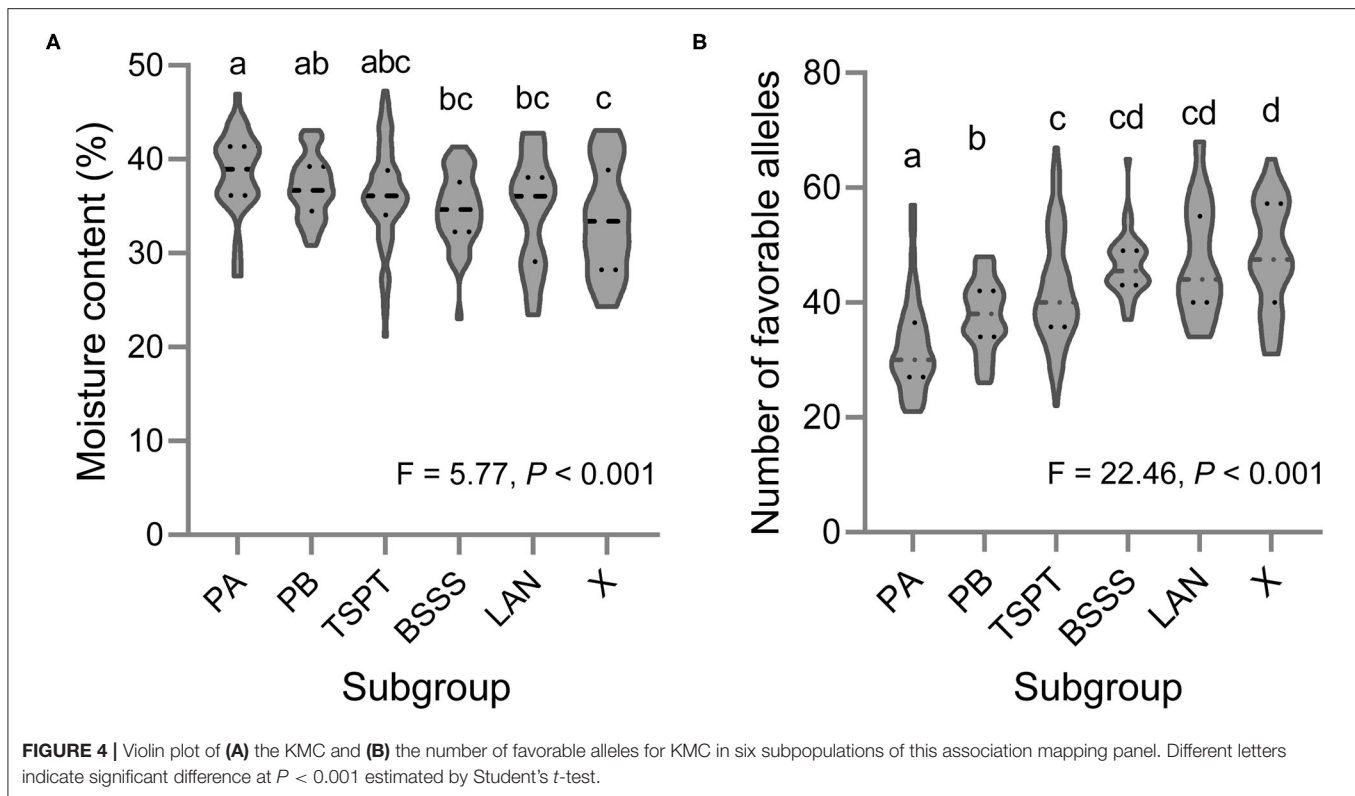 A
50
40
30
20
10
0
Moisture content (%)
a ab abc bc bc c
F = 5.77, P < 0.001
PA PB TSPT BSSS LAN X
Subgroup
B
80
60
40
20
0
Number of favorable alleles
a b c cd cd d
F = 22.46, P < 0.001
PA PB TSPT BSSS LAN X
Subgroup
FIGURE 4 | Violin plot of (A) the KMC and (B) the number of favorable alleles for KMC in six subpopulations of this association mapping panel. Different letters
indicate significant difference at P < 0.001 estimated by Student's t-test.